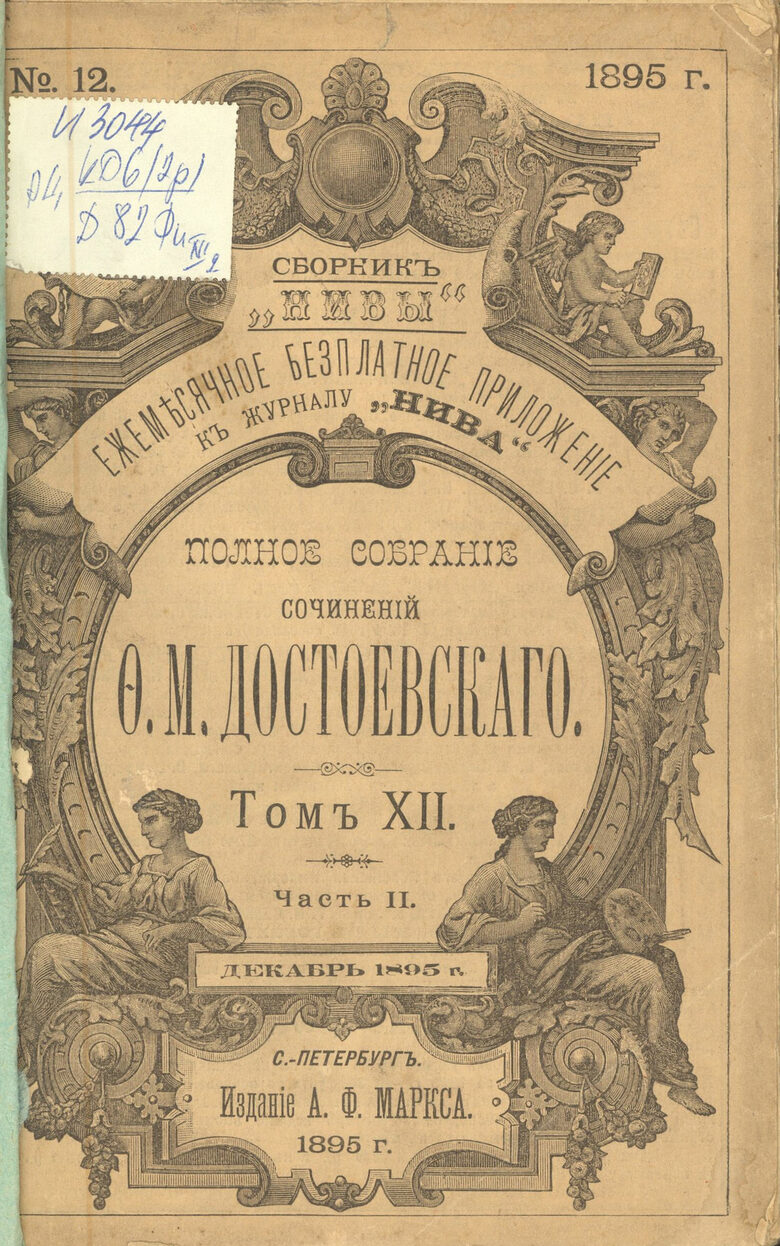 №. 12.
1895 г.
И 3044
Д 82
СБОРНИКЪ
„НИВЫ“
ЕЖЕМѢСЯЧНОЕ БЕЗПЛАТНОЕ ПРИЛОЖЕНІЕ
КЪ ЖУРНАЛУ „НИВА“
ПОЛНОЕ СОБРАНІЕ
СОЧИНЕНІЙ
Ѳ. М. ДОСТОЕВСКАГО.
Томъ XII.
Часть II.
ДЕКАБРЬ 1895 г.
С.-ПЕТЕРБУРГЪ.
Изданіе А. Ф. МАРКСА.
1895 г.